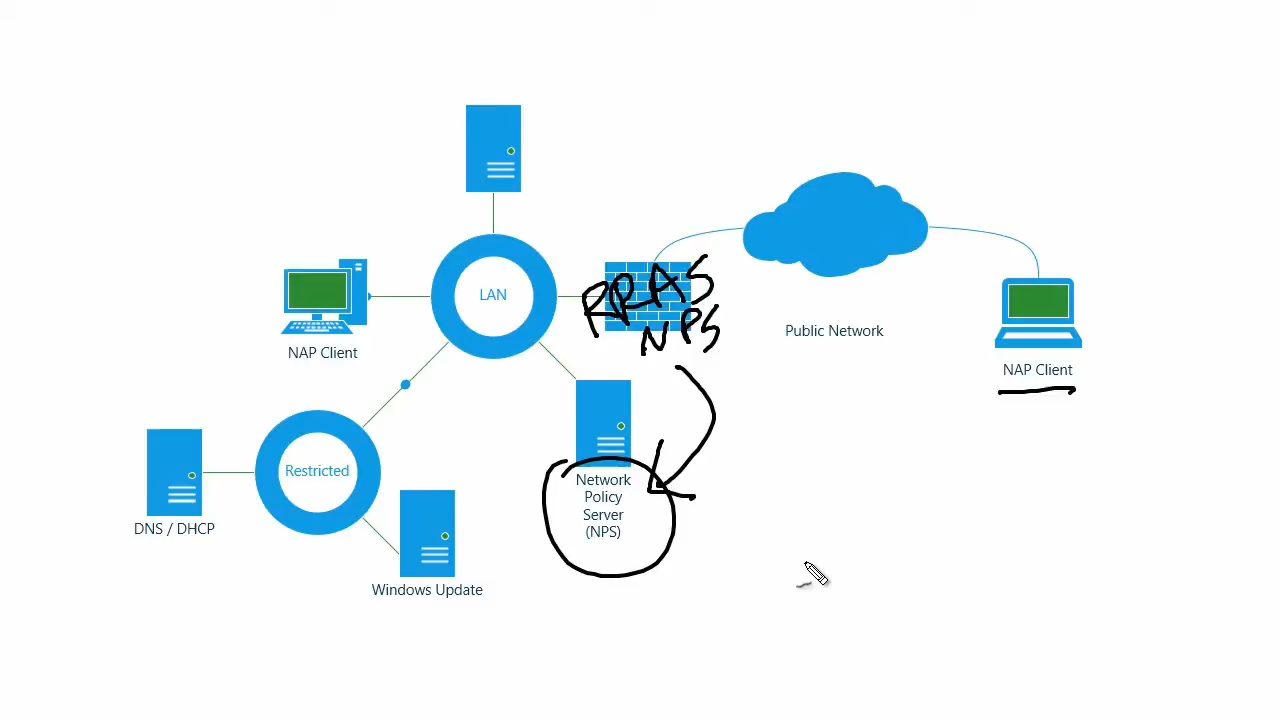 LAN
RRAS
NPS
Public Network
NAP Client
NAP Client
Restricted
Network
Policy
Server
(NPS)
DNS / DHCP
Windows Update